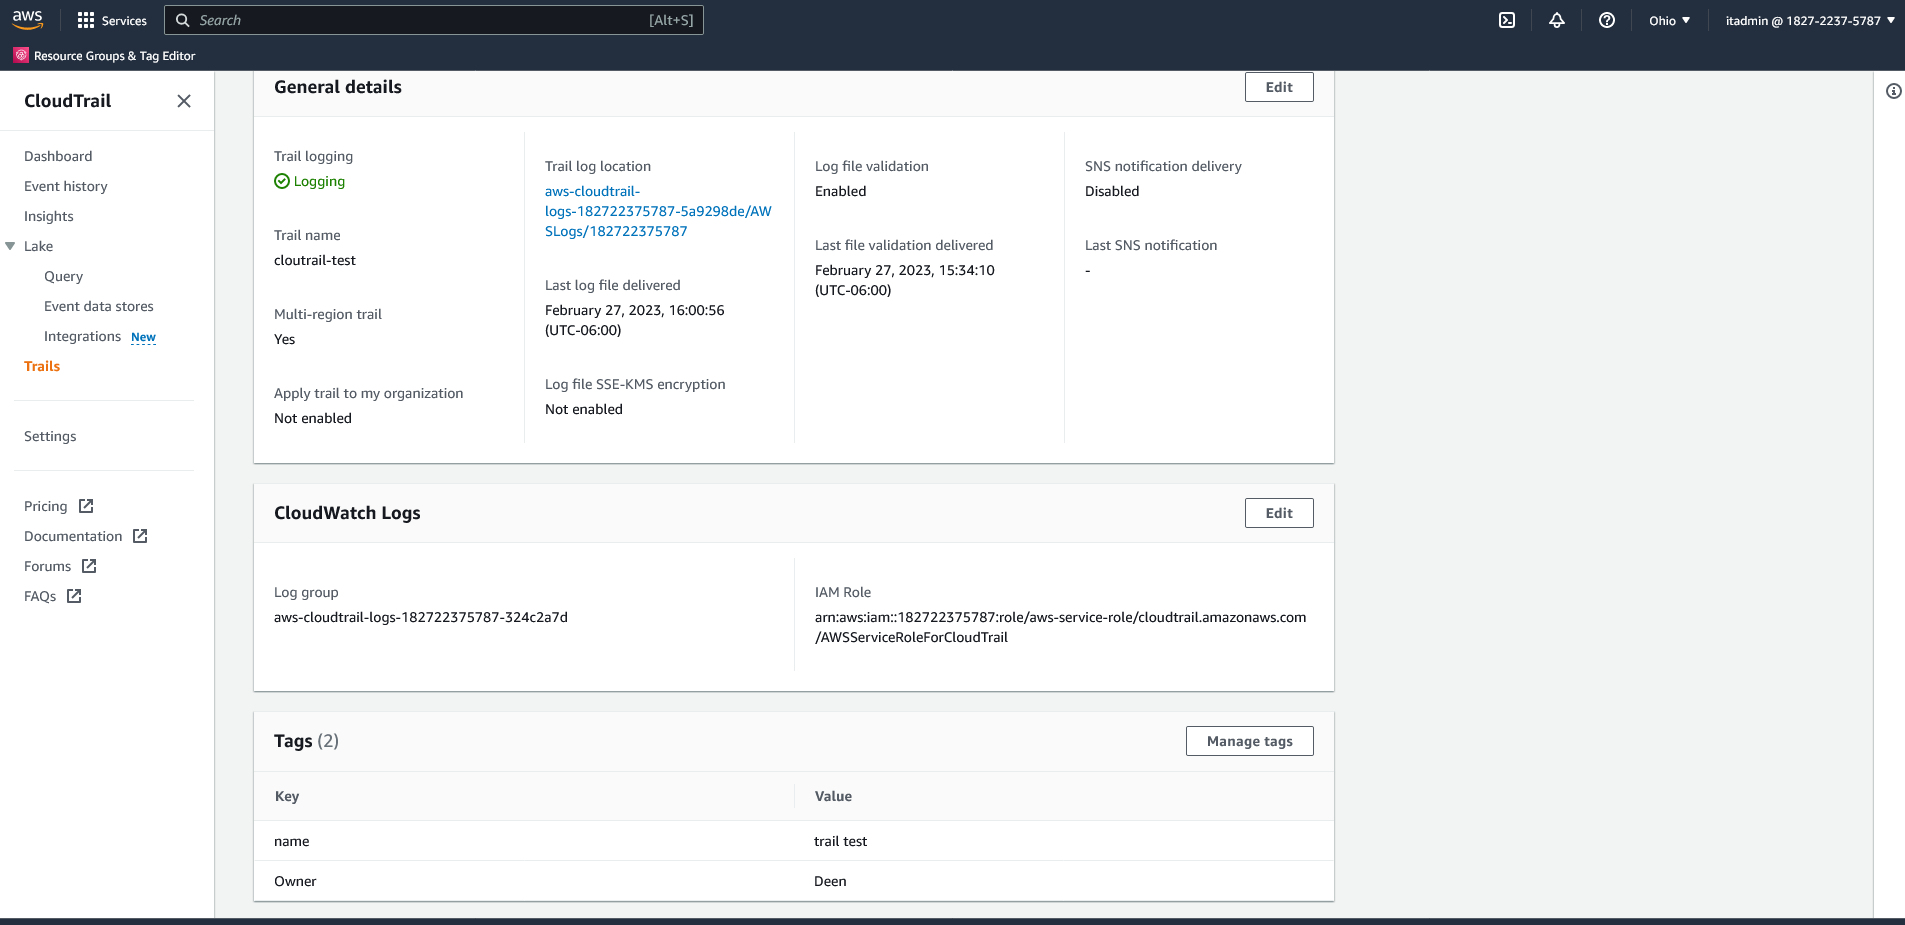 aws
Services
Search
[Alt+S]
Ohio
itadmin @ 1827-2237-5787
Resource Groups & Tag Editor
CloudTrail
Dashboard
Event history
Insights
Lake
Query
Event data stores
Integrations New
Trails
Settings
Pricing
Documentation
Forums
FAQs
General details
Edit
Trail logging
Logging
Trail name
cloutrail-test
Multi-region trail
Yes
Apply trail to my organization
Not enabled
Trail log location
aws-cloudtrail-
logs-182722375787-5a9298de/AW
SLogs/182722375787
Last log file delivered
February 27, 2023, 16:00:56
(UTC-06:00)
Log file SSE-KMS encryption
Not enabled
Log file validation
Enabled
Last file validation delivered
February 27, 2023, 15:34:10
(UTC-06:00)
SNS notification delivery
Disabled
Last SNS notification
-
CloudWatch Logs
Edit
Log group
aws-cloudtrail-logs-182722375787-324c2a7d
IAM Role
arn:aws:iam::182722375787:role/aws-service-role/cloudtrail.amazonaws.com
/AWSServiceRoleForCloudTrail
Tags (2)
Manage tags
Key
Value
name
trail test
Owner
Deen